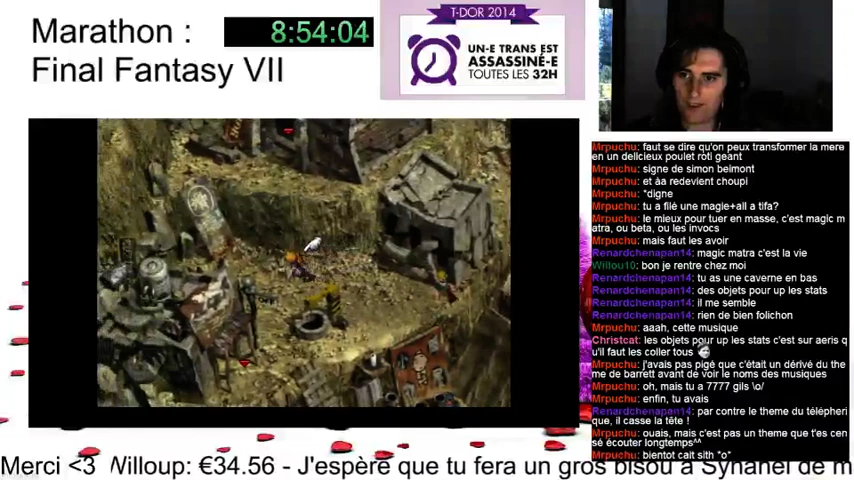 Marathon :
Final Fantasy VII
8:54:04
T-DOR 2014
UN-E TRANS EST
ASSASSINÉ-E
TOUTES LES 32H
Mrpuchu: faut se dire qu'on peux transformer la mere
en un delicieux poulet roti geant
Mrpuchu: signe de simon belmont
Mrpuchu: et àa redevient choupi
Mrpuchu: *digne
Mrpuchu: tu a filé une magie+all a tifa?
Mrpuchu: le mieux pour tuer en masse, c'est magic m
atra, ou beta, ou les invocs
Mrpuchu: mais faut les avoir
Renardchenapan14: magic matra c'est la vie
Willou10: bon je rentre chez moi
Renardchenapan14: tu as une caverne en bas
Renardchenapan14: des objets pour up les stats
Renardchenapan14: il me semble
Renardchenapan14: rien de bien folichon
Mrpuchu: aaah, cette musique
Christcat: les objets pour up les stats c'est sur aeris q
u'il faut les coller tous
Mrpuchu: j'avais pas pigé que c'était un dérivé du the
me de barrett avant de voir le noms des musiques
Mrpuchu: oh, mais tu a 7777 gils \o/
Mrpuchu: enfin, tu avais
Renardchenapan14: par contre le theme du télépheri
que, il casse la tête !
Mrpuchu: ouais, mais c'est pas un theme que t'es cen
sé écouter longtemps^^
Mrpuchu: bientot cait sith *o*
Merci <3 Willoup: €34.56 - J'espère que tu fera un gros bisou à Synahel de m